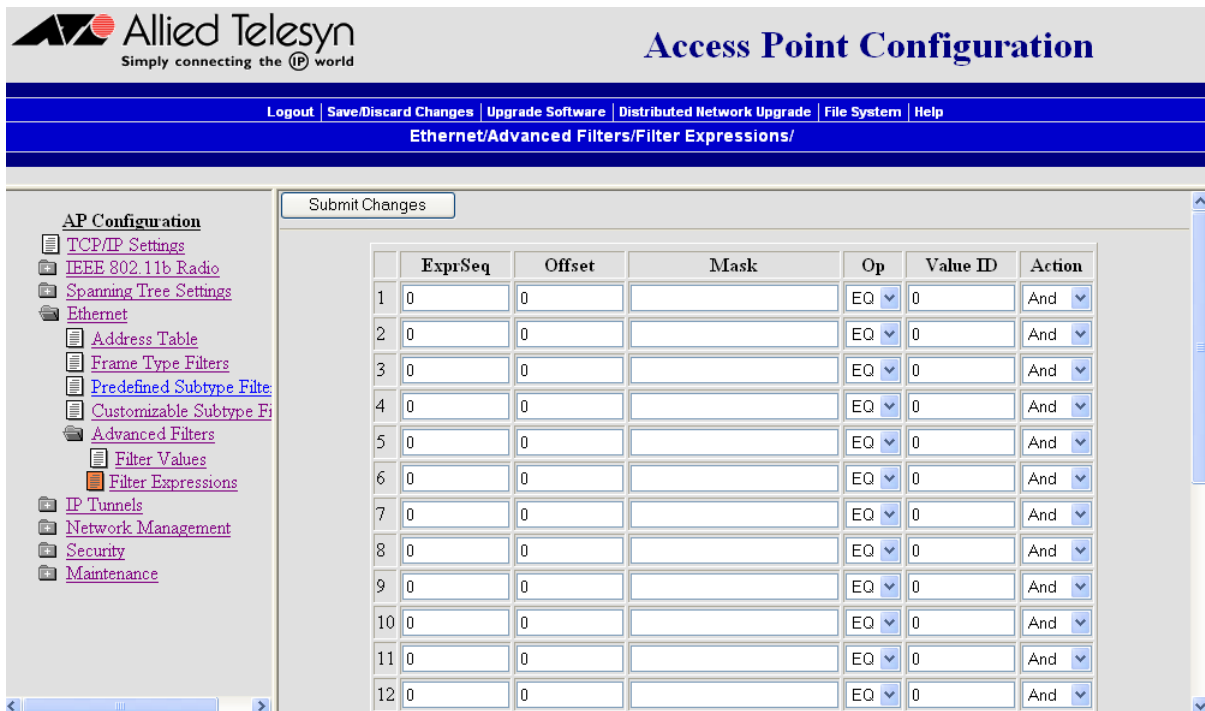 Allied Telesyn
Simply connecting the IP world
Access Point Configuration
Logout | Save/Discard Changes | Upgrade Software | Distributed Network Upgrade | File System | Help
Ethernet/Advanced Filters/Filter Expressions/
AP Configuration
TCP/IP Settings
IEEE 802.11b Radio
Spanning Tree Settings
Ethernet
Address Table
Frame Type Filters
Predefined Subtype Filte
Customizable Subtype Fi
Advanced Filters
Filter Values
Filter Expressions
IP Tunnels
Network Management
Security
Maintenance
Submit Changes
ExprSeq Offset Mask Op Value ID Action
1 0 0 EQ 0 And
2 0 0 EQ 0 And
3 0 0 EQ 0 And
4 0 0 EQ 0 And
5 0 0 EQ 0 And
6 0 0 EQ 0 And
7 0 0 EQ 0 And
8 0 0 EQ 0 And
9 0 0 EQ 0 And
10 0 0 EQ 0 And
11 0 0 EQ 0 And
12 0 0 EQ 0 And